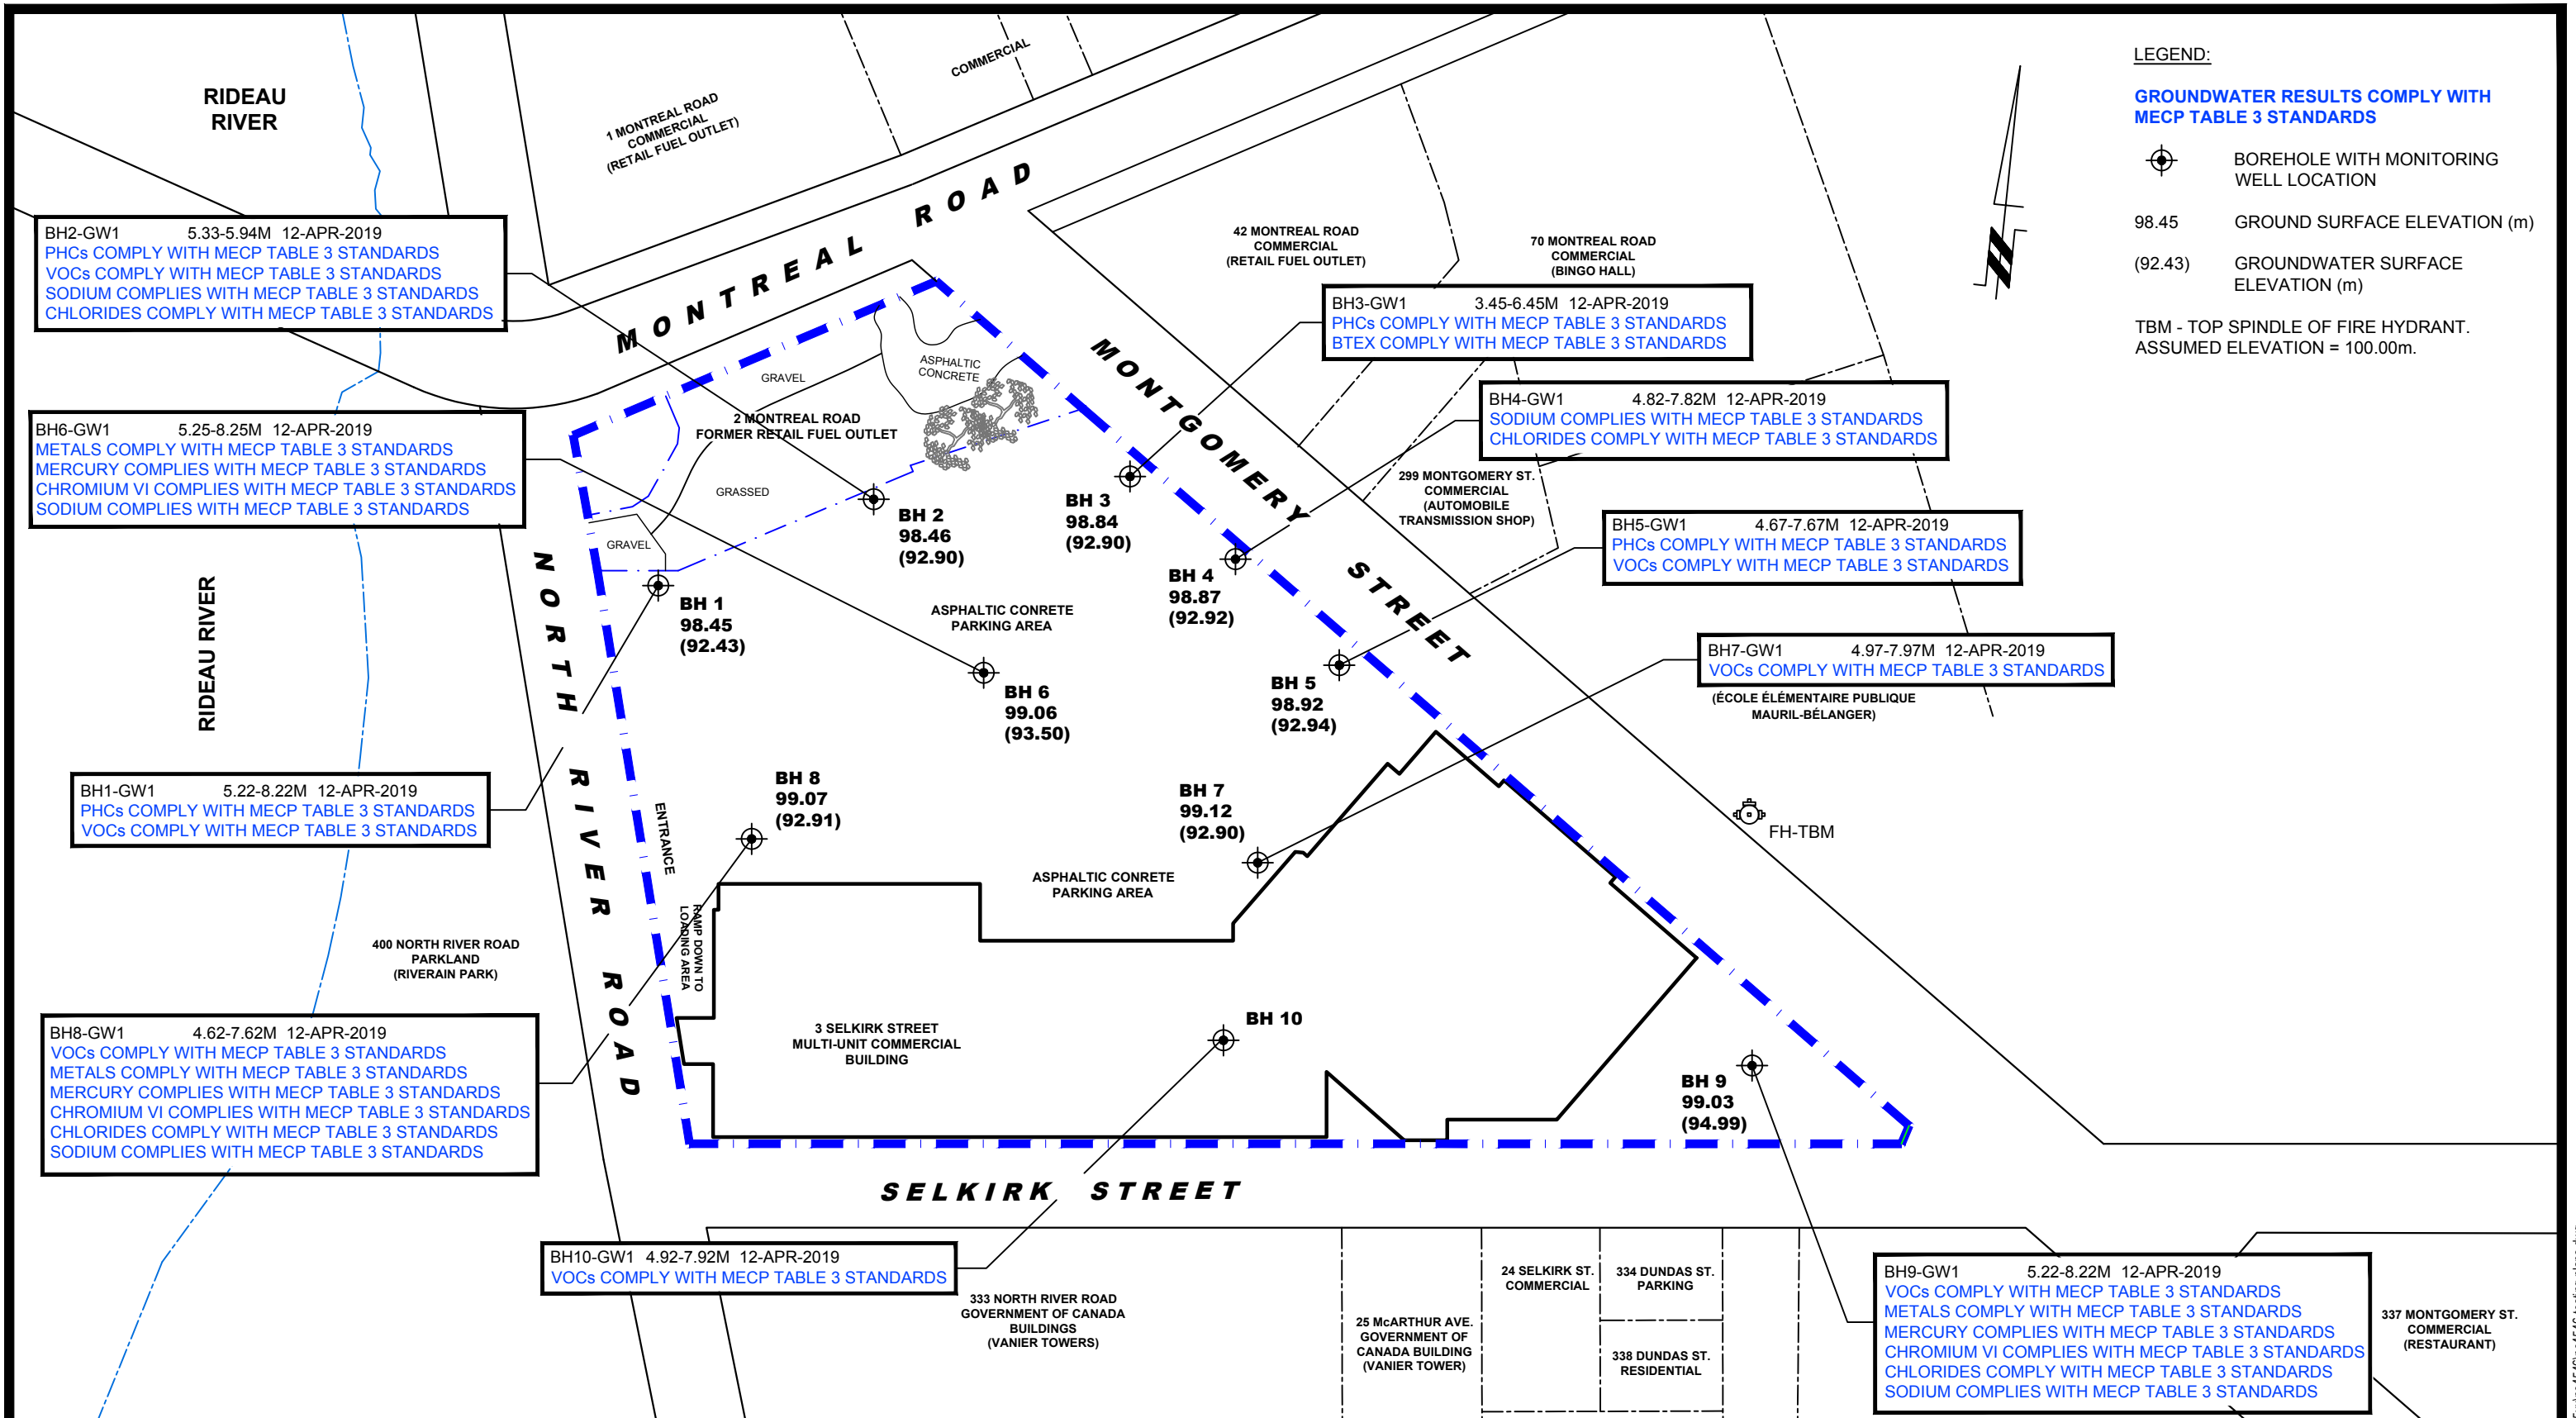 LEGEND:
GROUNDWATER RESULTS COMPLY WITH
MECP TABLE 3 STANDARDS
BOREHOLE WITH MONITORING
WELL LOCATION
98.45 GROUND SURFACE ELEVATION (m)
(92.43) GROUNDWATER SURFACE
ELEVATION (m)
TBM - TOP SPINDLE OF FIRE HYDRANT.
ASSUMED ELEVATION = 100.00m.
RIDEAU
RIVER
1 MONTREAL ROAD
COMMERCIAL
(RETAIL FUEL OUTLET)
COMMERCIAL
MONTREAL ROAD
42 MONTREAL ROAD
COMMERCIAL
(RETAIL FUEL OUTLET)
70 MONTREAL ROAD
COMMERCIAL
(BINGO HALL)
BH2-GW1 5.33-5.94M 12-APR-2019
PHCs COMPLY WITH MECP TABLE 3 STANDARDS
VOCs COMPLY WITH MECP TABLE 3 STANDARDS
SODIUM COMPLIES WITH MECP TABLE 3 STANDARDS
CHLORIDES COMPLY WITH MECP TABLE 3 STANDARDS
BH3-GW1 3.45-6.45M 12-APR-2019
PHCs COMPLY WITH MECP TABLE 3 STANDARDS
BTEX COMPLY WITH MECP TABLE 3 STANDARDS
BH4-GW1 4.82-7.82M 12-APR-2019
SODIUM COMPLIES WITH MECP TABLE 3 STANDARDS
CHLORIDES COMPLY WITH MECP TABLE 3 STANDARDS
BH6-GW1 5.25-8.25M 12-APR-2019
METALS COMPLY WITH MECP TABLE 3 STANDARDS
MERCURY COMPLIES WITH MECP TABLE 3 STANDARDS
CHROMIUM VI COMPLIES WITH MECP TABLE 3 STANDARDS
SODIUM COMPLIES WITH MECP TABLE 3 STANDARDS
GRAVEL
ASPHALTIC
CONCRETE
2 MONTREAL ROAD
FORMER RETAIL FUEL OUTLET
GRASSED
GRAVEL
MONTGOMERY STREET
299 MONTGOMERY ST.
COMMERCIAL
(AUTOMOBILE
TRANSMISSION SHOP)
BH5-GW1 4.67-7.67M 12-APR-2019
PHCs COMPLY WITH MECP TABLE 3 STANDARDS
VOCs COMPLY WITH MECP TABLE 3 STANDARDS
BH 2
98.46
(92.90)
BH 3
98.84
(92.90)
BH 4
98.87
(92.92)
BH 1
98.45
(92.43)
ASPHALTIC CONRETE
PARKING AREA
BH 6
99.06
(93.50)
BH 5
98.92
(92.94)
BH7-GW1 4.97-7.97M 12-APR-2019
VOCs COMPLY WITH MECP TABLE 3 STANDARDS
(ÉCOLE ÉLÉMENTAIRE PUBLIQUE
MAURIL-BÉLANGER)
RIDEAU RIVER
NORTH RIVER ROAD
BH1-GW1 5.22-8.22M 12-APR-2019
PHCs COMPLY WITH MECP TABLE 3 STANDARDS
VOCs COMPLY WITH MECP TABLE 3 STANDARDS
BH 8
99.07
(92.91)
ENTRANCE
BH 7
99.12
(92.90)
FH-TBM
ASPHALTIC CONRETE
PARKING AREA
RAMP DOWN TO
LOADING AREA
400 NORTH RIVER ROAD
PARKLAND
(RIVERAIN PARK)
BH8-GW1 4.62-7.62M 12-APR-2019
VOCs COMPLY WITH MECP TABLE 3 STANDARDS
METALS COMPLY WITH MECP TABLE 3 STANDARDS
MERCURY COMPLIES WITH MECP TABLE 3 STANDARDS
CHROMIUM VI COMPLIES WITH MECP TABLE 3 STANDARDS
CHLORIDES COMPLY WITH MECP TABLE 3 STANDARDS
SODIUM COMPLIES WITH MECP TABLE 3 STANDARDS
3 SELKIRK STREET
MULTI-UNIT COMMERCIAL
BUILDING
BH 10
BH 9
99.03
(94.99)
SELKIRK STREET
BH10-GW1 4.92-7.92M 12-APR-2019
VOCs COMPLY WITH MECP TABLE 3 STANDARDS
333 NORTH RIVER ROAD
GOVERNMENT OF CANADA
BUILDINGS
(VANIER TOWERS)
25 McARTHUR AVE.
GOVERNMENT OF
CANADA BUILDING
(VANIER TOWER)
24 SELKIRK ST.
COMMERCIAL
334 DUNDAS ST.
PARKING
338 DUNDAS ST.
RESIDENTIAL
BH9-GW1 5.22-8.22M 12-APR-2019
VOCs COMPLY WITH MECP TABLE 3 STANDARDS
METALS COMPLY WITH MECP TABLE 3 STANDARDS
MERCURY COMPLIES WITH MECP TABLE 3 STANDARDS
CHROMIUM VI COMPLIES WITH MECP TABLE 3 STANDARDS
CHLORIDES COMPLY WITH MECP TABLE 3 STANDARDS
SODIUM COMPLIES WITH MECP TABLE 3 STANDARDS
337 MONTGOMERY ST.
COMMERCIAL
(RESTAURANT)